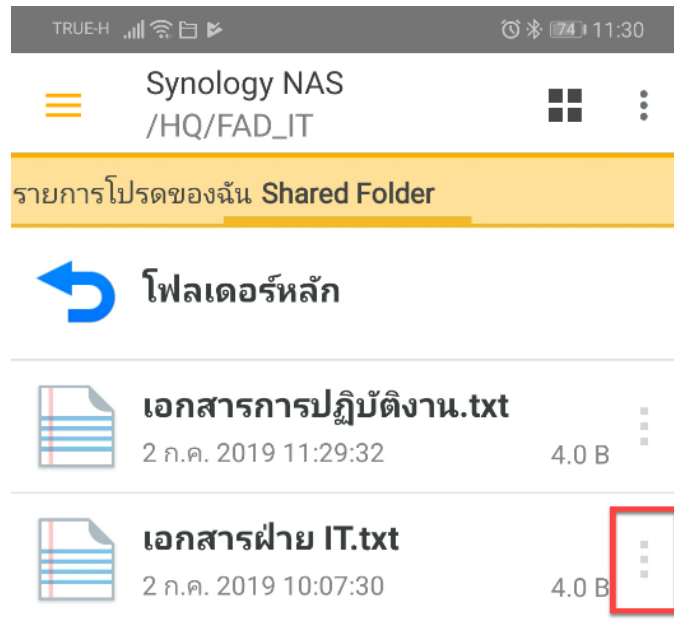 TRUE-H 74 11:30
Synology NAS
/HQ/FAD_IT
รายการโปรดของฉัน Shared Folder
โฟลเดอร์หลัก
เอกสารการปฏิบัติงาน.txt
2 ก.ค. 2019 11:29:32 4.0 B
เอกสารฝ่าย IT.txt
2 ก.ค. 2019 10:07:30 4.0 B